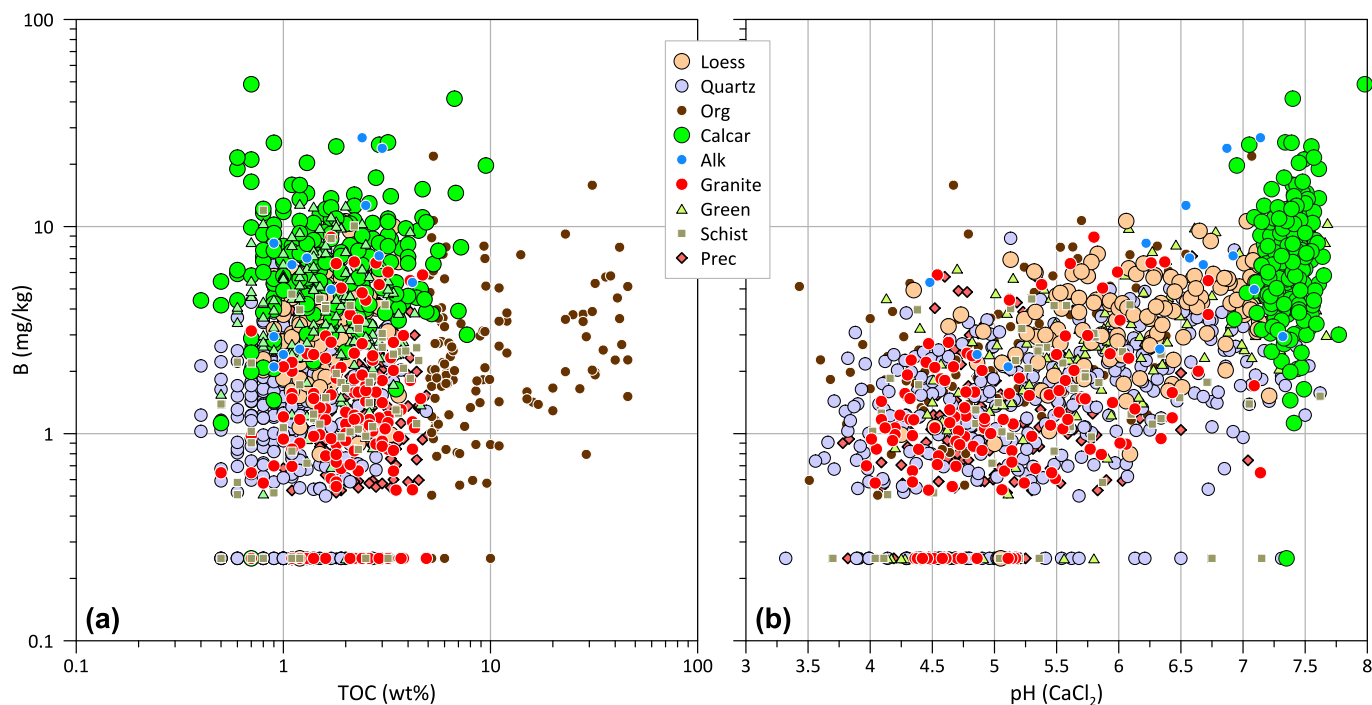 100
10
1
0.1
B (mg/kg)
(a)
0.1
1
10
100
TOC (wt%)
Loess
Quartz
Org
Calcar
Alk
Granite
Green
Schist
Prec
(b)
3
3.5
4
4.5
5
5.5
6
6.5
7
7.5
8
pH (CaCl₂)